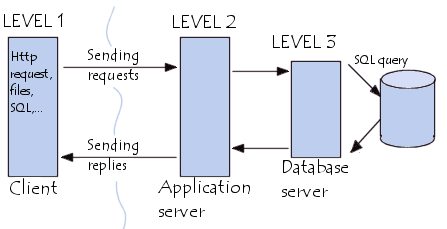 LEVEL 1
Http
request,
files,
SQL,...
Client
Sending
requests
Sending
replies
LEVEL 2
Application
server
LEVEL 3
Database
server
SQL query